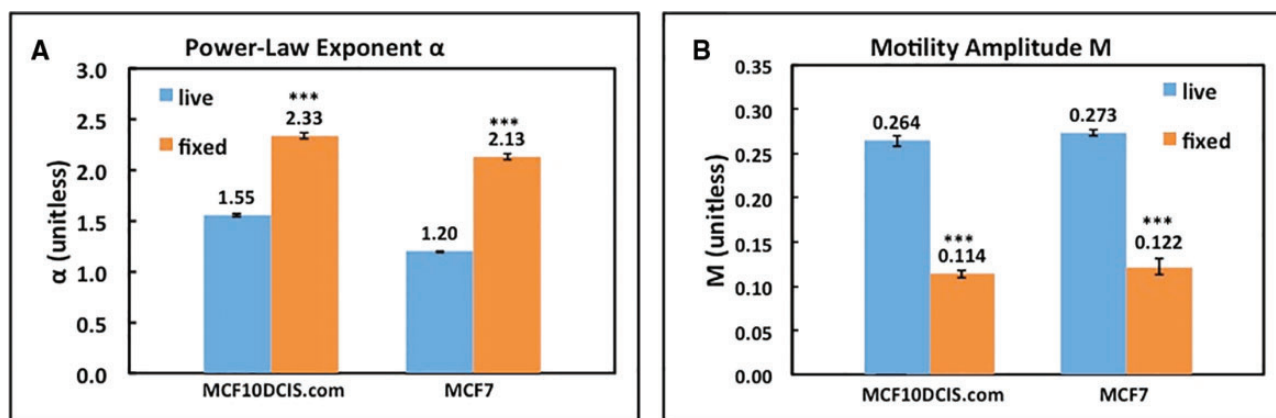 A
Power-Law Exponent α
3.0
2.5
2.0
1.5
1.0
0.5
0.0
α (unitless)
live
fixed
1.55
***
2.33
1.20
***
2.13
MCF10DCIS.com
MCF7
B
Motility Amplitude M
0.35
0.30
0.25
0.20
0.15
0.10
0.05
0.00
M (unitless)
live
fixed
0.264
***
0.114
0.273
***
0.122
MCF10DCIS.com
MCF7